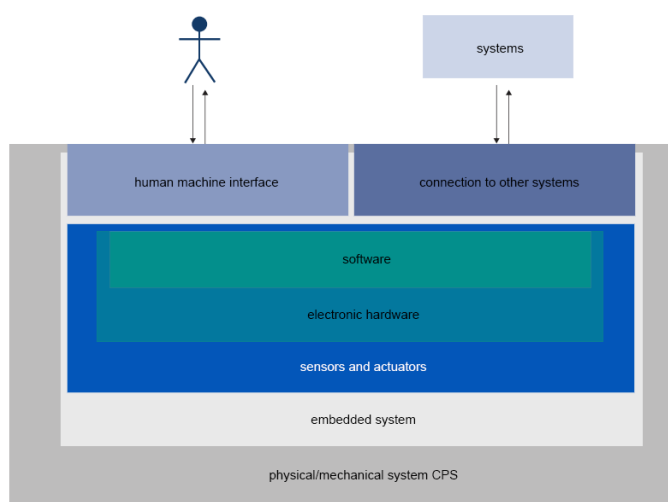 systems
human machine interface
connection to other systems
software
electronic hardware
sensors and actuators
embedded system
physical/mechanical system CPS